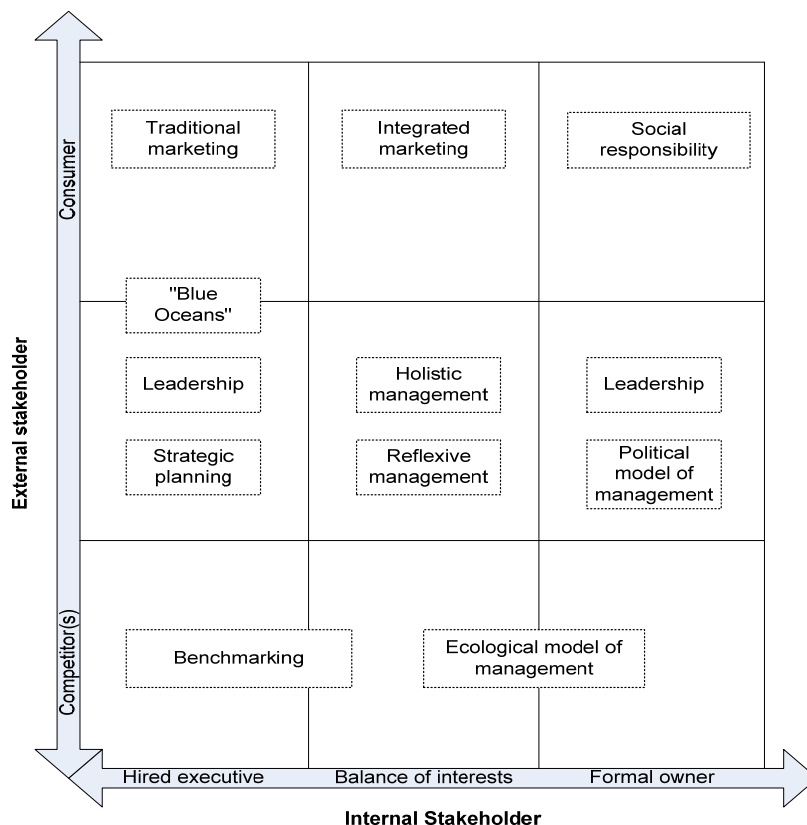 External stakeholder
Consumer
Competitor(s)
Traditional
marketing
Integrated
marketing
Social
responsibility
"Blue
Oceans"
Leadership
Holistic
management
Leadership
Strategic
planning
Reflexive
management
Political
model of
management
Benchmarking
Ecological model of
management
Hired executive
Balance of interests
Formal owner
Internal Stakeholder